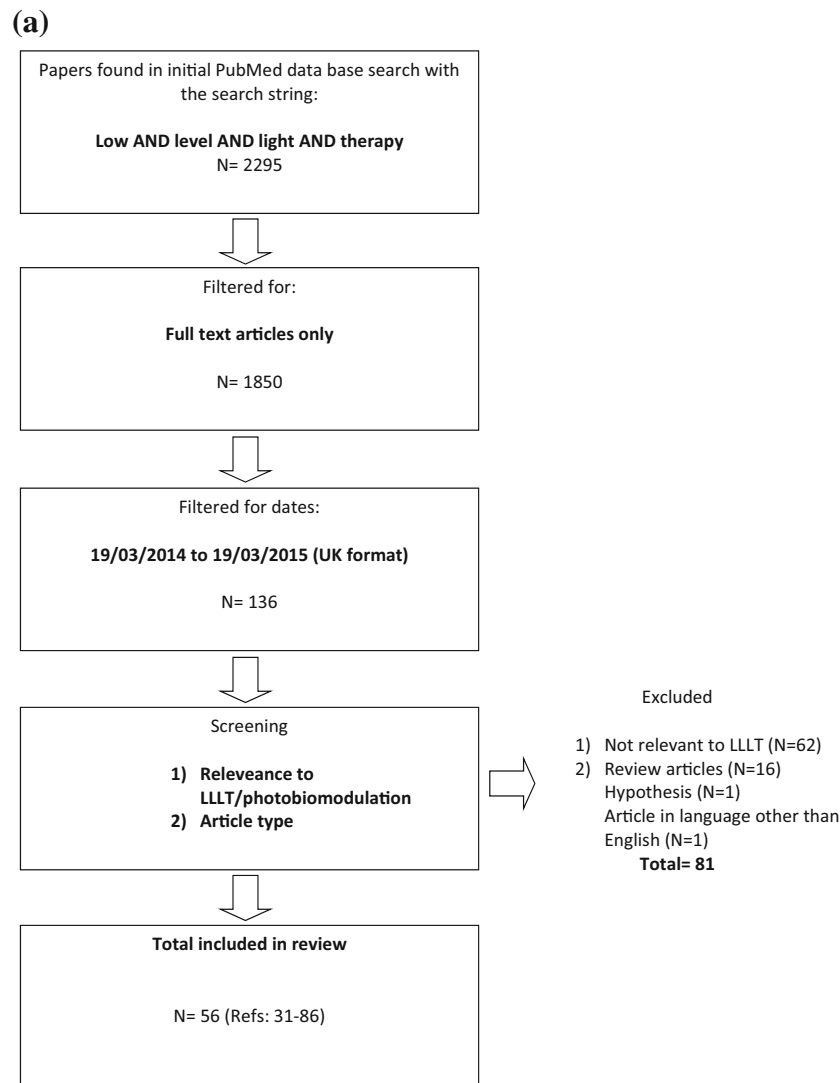 (a)
Papers found in initial PubMed data base search with
the search string:
Low AND level AND light AND therapy
N= 2295
Filtered for:
Full text articles only
N= 1850
Filtered for dates:
19/03/2014 to 19/03/2015 (UK format)
N= 136
Screening
1) Releveance to
LLLT/photobiomodulation
2) Article type
Excluded
1) Not relevant to LLLT (N=62)
2) Review articles (N=16)
Hypothesis (N=1)
Article in language other than
English (N=1)
Total= 81
Total included in review
N= 56 (Refs: 31-86)